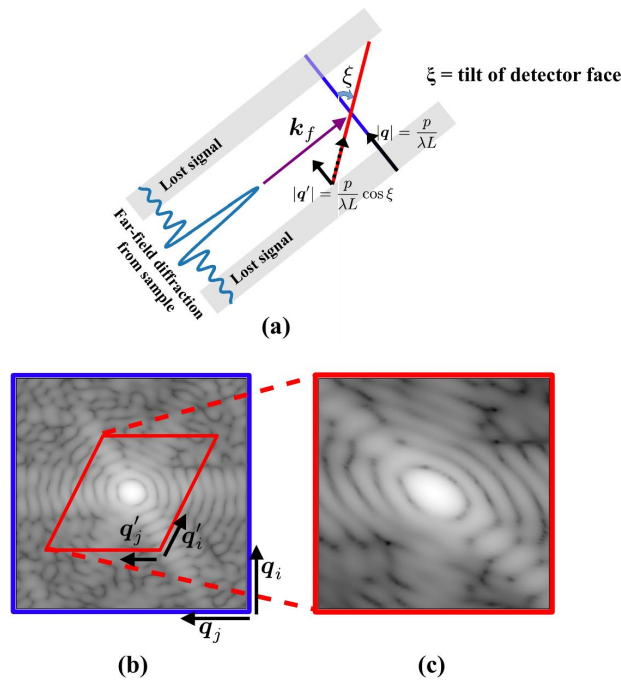 ξ = tilt of detector face
ξ
k_f
|q| = p/λL
Lost signal
|q′| = p/λL cos ξ
Lost signal
Far-field diffraction
from sample
(a)
q′_j
q′_i
q_i
q_j
(b)
(c)